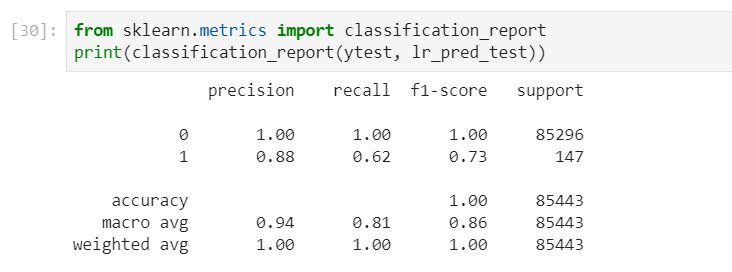 [30]: from sklearn.metrics import classification_report
print(classification_report(ytest, lr_pred_test))
precision recall f1-score support
0 1.00 1.00 1.00 85296
1 0.88 0.62 0.73 147
accuracy 1.00 85443
macro avg 0.94 0.81 0.86 85443
weighted avg 1.00 1.00 1.00 85443